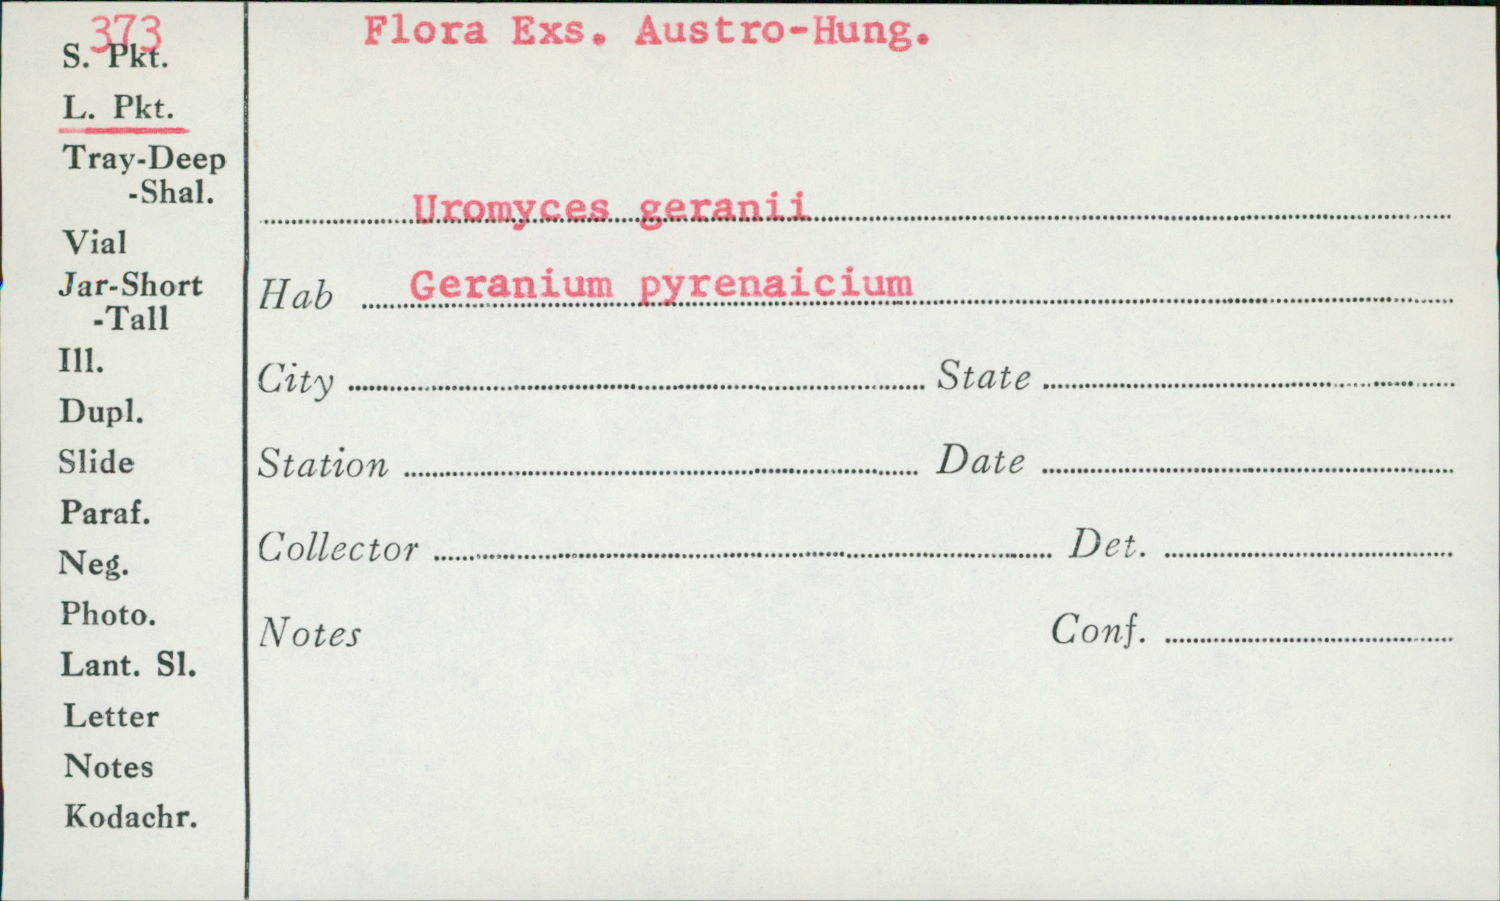 373
Flora Exs. Austro-Hung.
S. Pkt.
L. Pkt.
Tray-Deep
-Shal.
Vial
Jar-Short
-Tall
Ill.
Dupl.
Slide
Paraf.
Neg.
Photo.
Lant. Sl.
Letter
Notes
Kodachr.
Uromyces geranii
Hab Geranium pyrenaicium
City State
Station Date
Collector Det.
Notes Conf.